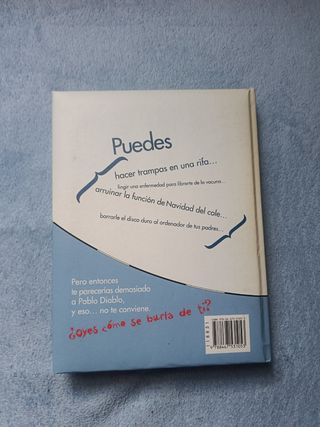 Puedes
hacer trampas en una rifa...
fingir una enfermedad para librarte de la vacuna...
arruinar la función de Navidad del cole...
borrarle el disco duro al ordenador de tus padres...
Pero entonces
te parecerías demasiado
a Pablo Diablo,
y eso... no te conviene.
¿Oyes cómo se burla de ti?